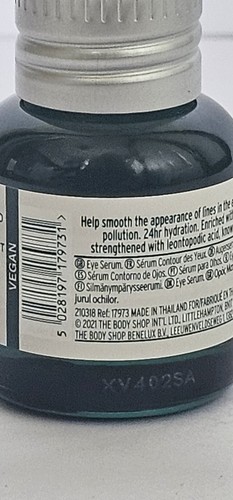 VEGAN
5 028197 179731 >
Help smooth the appearance of lines in the
pollution. 24hr hydration. Enriched with
strengthened with leontopodic acid,
Eye Serum. Sérum Contour des Yeux.
Sérum Contorno de Ojos. Sérum para Olhos.
Silmänympärysseerumi. Eye Serum.
jurul ochilor.
210318 Ref: 17973 MADE IN THAILAND FOR/FABRIQUÉ EN
© 2021 THE BODY SHOP INT'L LTD., LITTLEHAMPTON,
THE BODY SHOP BENELUX B.V.,
XV402SA